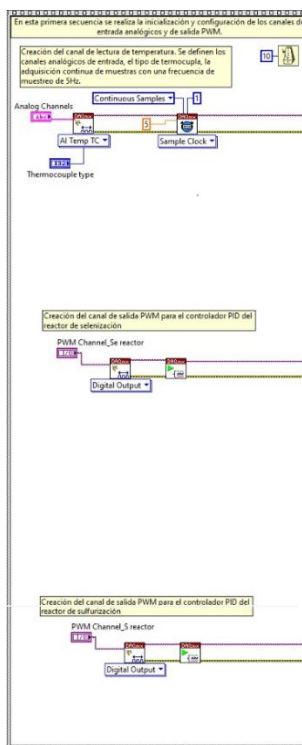 En esta primera secuencia se realiza la inicialización y configuración de los canales de
entrada analógicos y de salida PWM.
Creación del canal de lectura de temperatura. Se definen los
canales analógicos de entrada, el tipo de termocupla, la
adquisición continua de muestras con una frecuencia de
muestreo de 5Hz.
10
Continuous Samples
1
Analog Channels
5
AI Temp TC
Sample Clock
Thermocouple type
Creación del canal de salida PWM para el controlador PID del
reactor de selenización
PWM Channel_Se reactor
Digital Output
Creación del canal de salida PWM para el controlador PID del
reactor de sulfurización
PWM Channel_S reactor
Digital Output